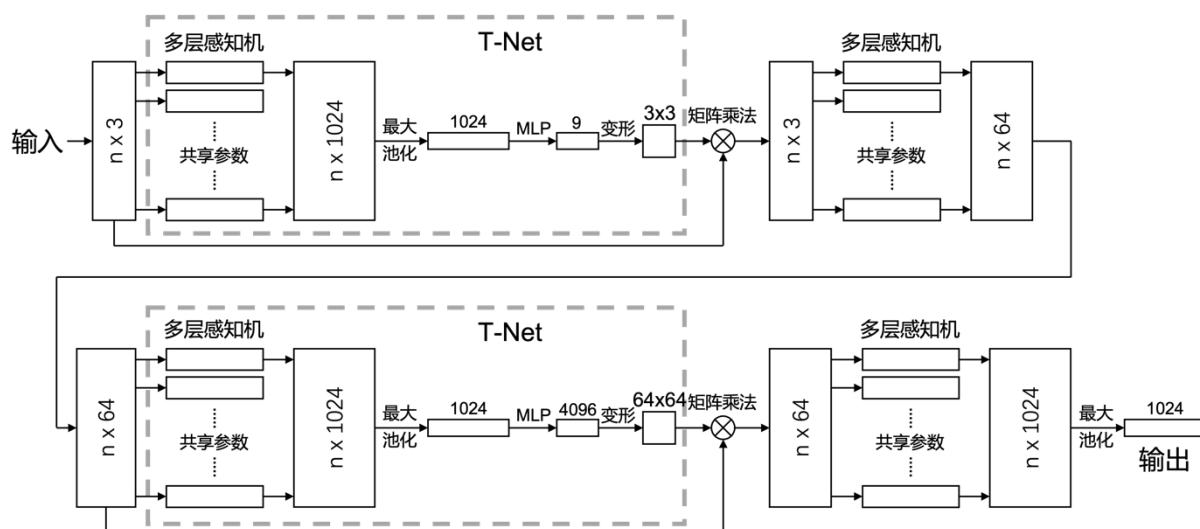 多层感知机
T-Net
多层感知机
输入
n x 3
共享参数
n x 1024
最大
池化
1024
MLP
9
变形
3x3
矩阵乘法
n x 3
共享参数
n x 64
多层感知机
T-Net
多层感知机
n x 64
共享参数
n x 1024
最大
池化
1024
MLP
4096
变形
64x64
矩阵乘法
n x 64
共享参数
n x 1024
最大
池化
1024
输出